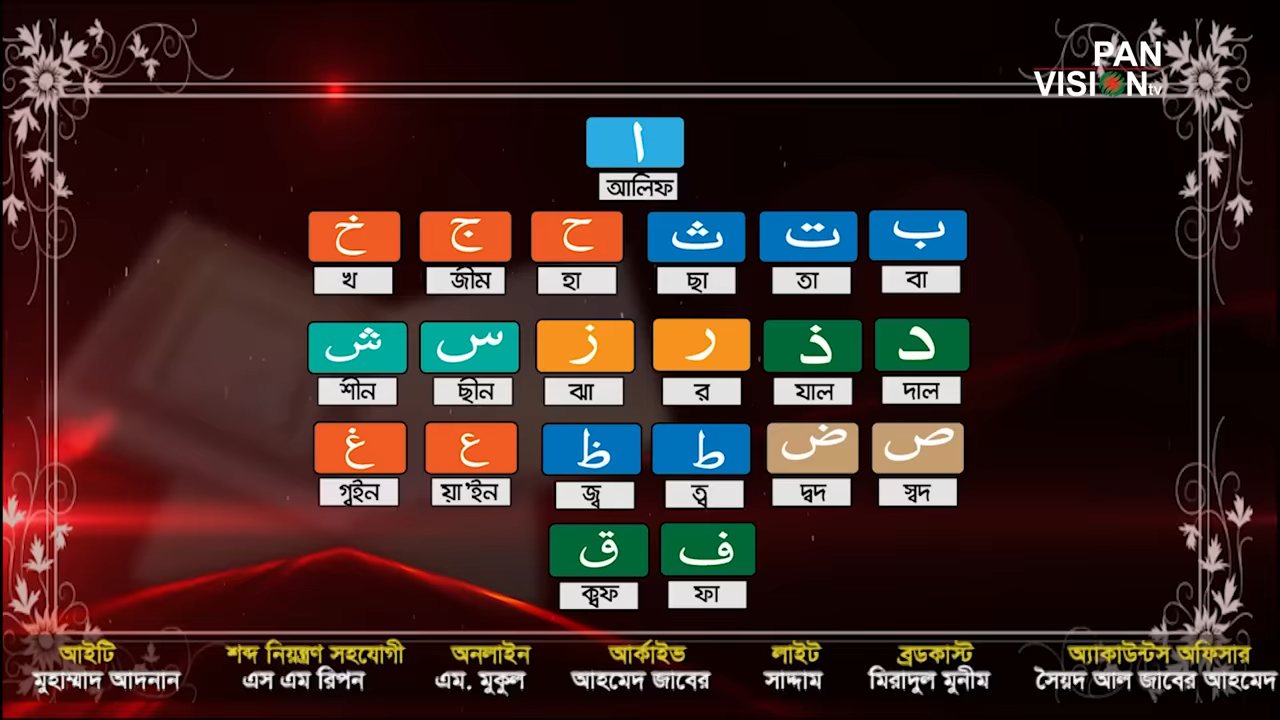 PAN
VISION tv
ا
আলিফ
خ ج ح ث ت ب
খ জীম হা ছা তা বা
ش س ز ر ذ د
শীন ছীন ঝা র যাল দাল
غ ع ظ ط ض ص
গ্বইন য়া'ইন জ্ব ত্ব দ্বদ স্বদ
ق ف
ক্বফ ফা
আইটি শব্দ নিয়ন্ত্রণ সহযোগী অনলাইন আর্কাইভ লাইট ব্রডকাস্ট অ্যাকাউন্টস অফিসার
মুহাম্মাদ আদনান এস এম রিপন এম. মুকুল আহমেদ জাবের সাদ্দাম মিরাদুল মুনীম সৈয়দ আল জাবের আহমেদ